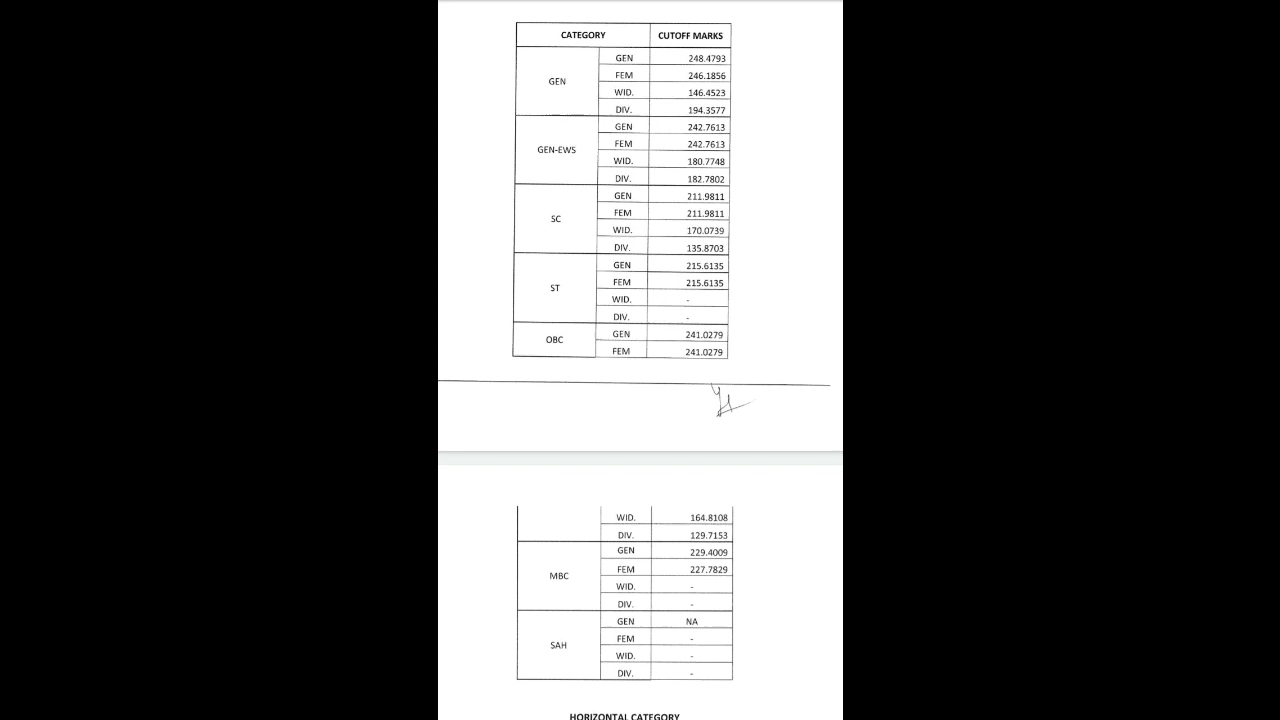 CATEGORY CUTOFF MARKS
GEN GEN 248.4793
FEM 246.1856
WID. 146.4523
DIV. 194.3577
GEN-EWS GEN 242.7613
FEM 242.7613
WID. 180.7748
DIV. 182.7802
SC GEN 211.9811
FEM 211.9811
WID. 170.0739
DIV. 135.8703
ST GEN 215.6135
FEM 215.6135
WID. -
DIV. -
OBC GEN 241.0279
FEM 241.0279
WID. 164.8108
DIV. 129.7153
MBC GEN 229.4009
FEM 227.7829
WID. -
DIV. -
SAH GEN NA
FEM -
WID. -
DIV. -
HORIZONTAL CATEGORY